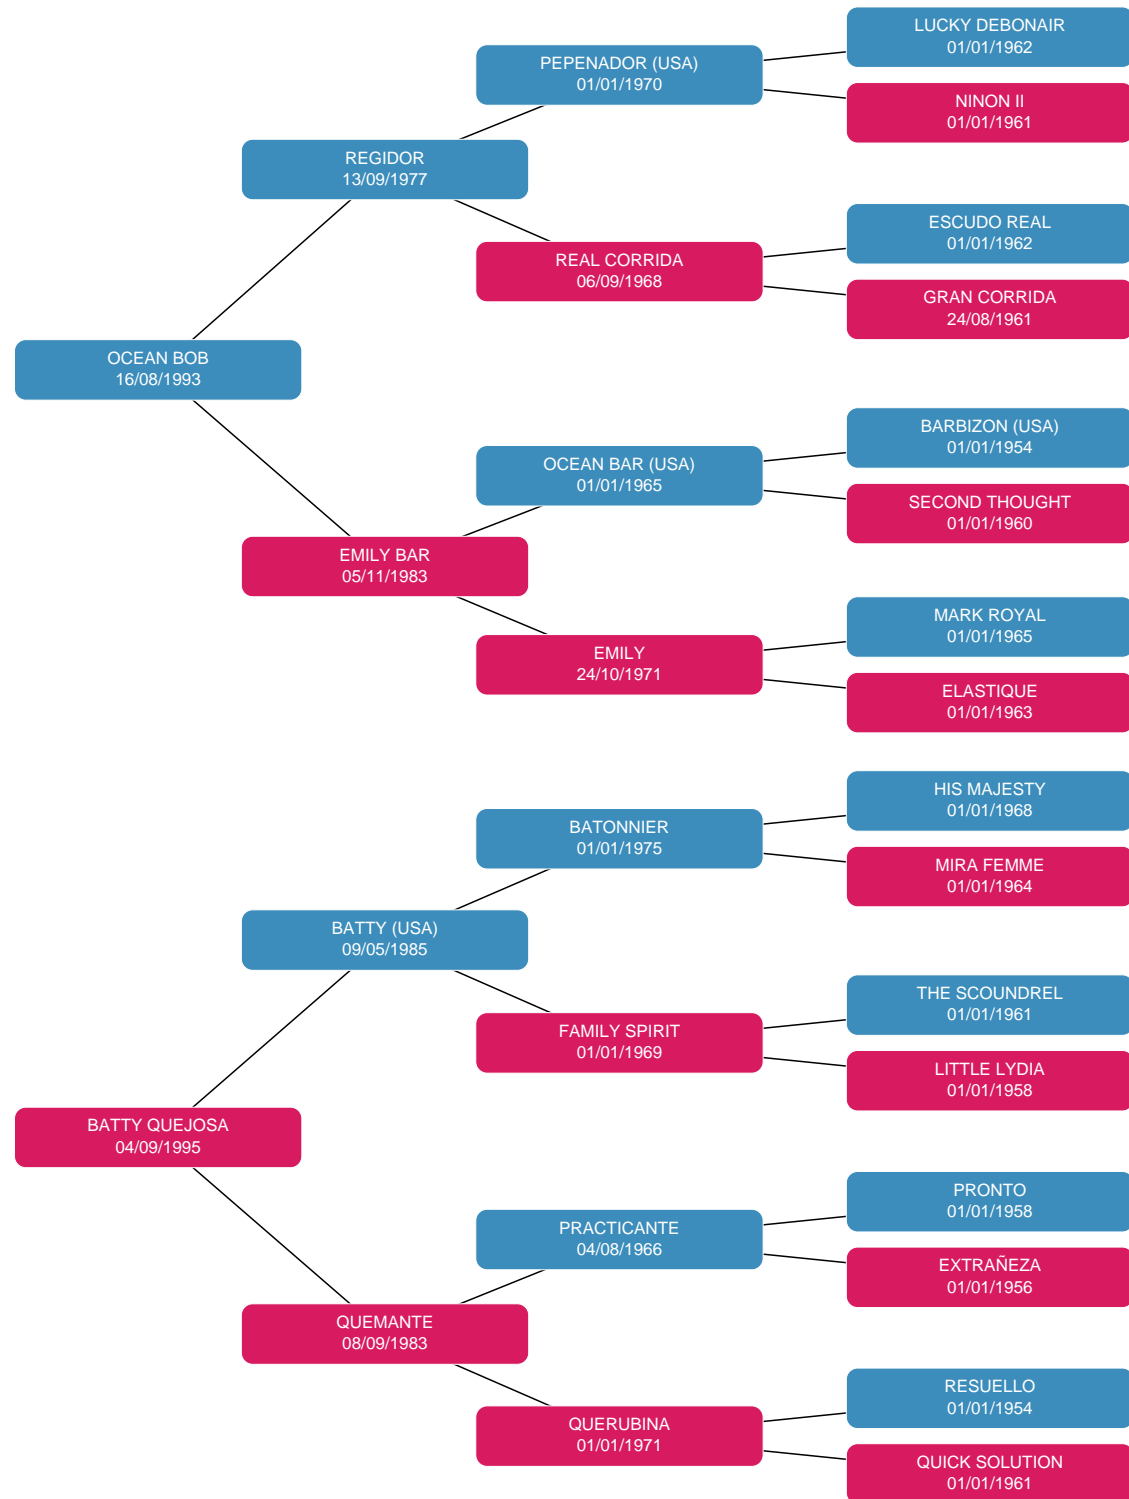 LUCKY DEBONAIR
01/01/1962
PEPENADOR (USA)
01/01/1970
NINON II
01/01/1961
REGIDOR
13/09/1977
ESCUDO REAL
01/01/1962
REAL CORRIDA
06/09/1968
GRAN CORRIDA
24/08/1961
OCEAN BOB
16/08/1993
BARBIZON (USA)
01/01/1954
OCEAN BAR (USA)
01/01/1965
SECOND THOUGHT
01/01/1960
EMILY BAR
05/11/1983
MARK ROYAL
01/01/1965
EMILY
24/10/1971
ELASTIQUE
01/01/1963
HIS MAJESTY
01/01/1968
BATONNIER
01/01/1975
MIRA FEMME
01/01/1964
BATTY (USA)
09/05/1985
THE SCOUNDREL
01/01/1961
FAMILY SPIRIT
01/01/1969
LITTLE LYDIA
01/01/1958
BATTY QUEJOSA
04/09/1995
PRONTO
01/01/1958
PRACTICANTE
04/08/1966
EXTRAÑEZA
01/01/1956
QUEMANTE
08/09/1983
RESUELLO
01/01/1954
QUERUBINA
01/01/1971
QUICK SOLUTION
01/01/1961